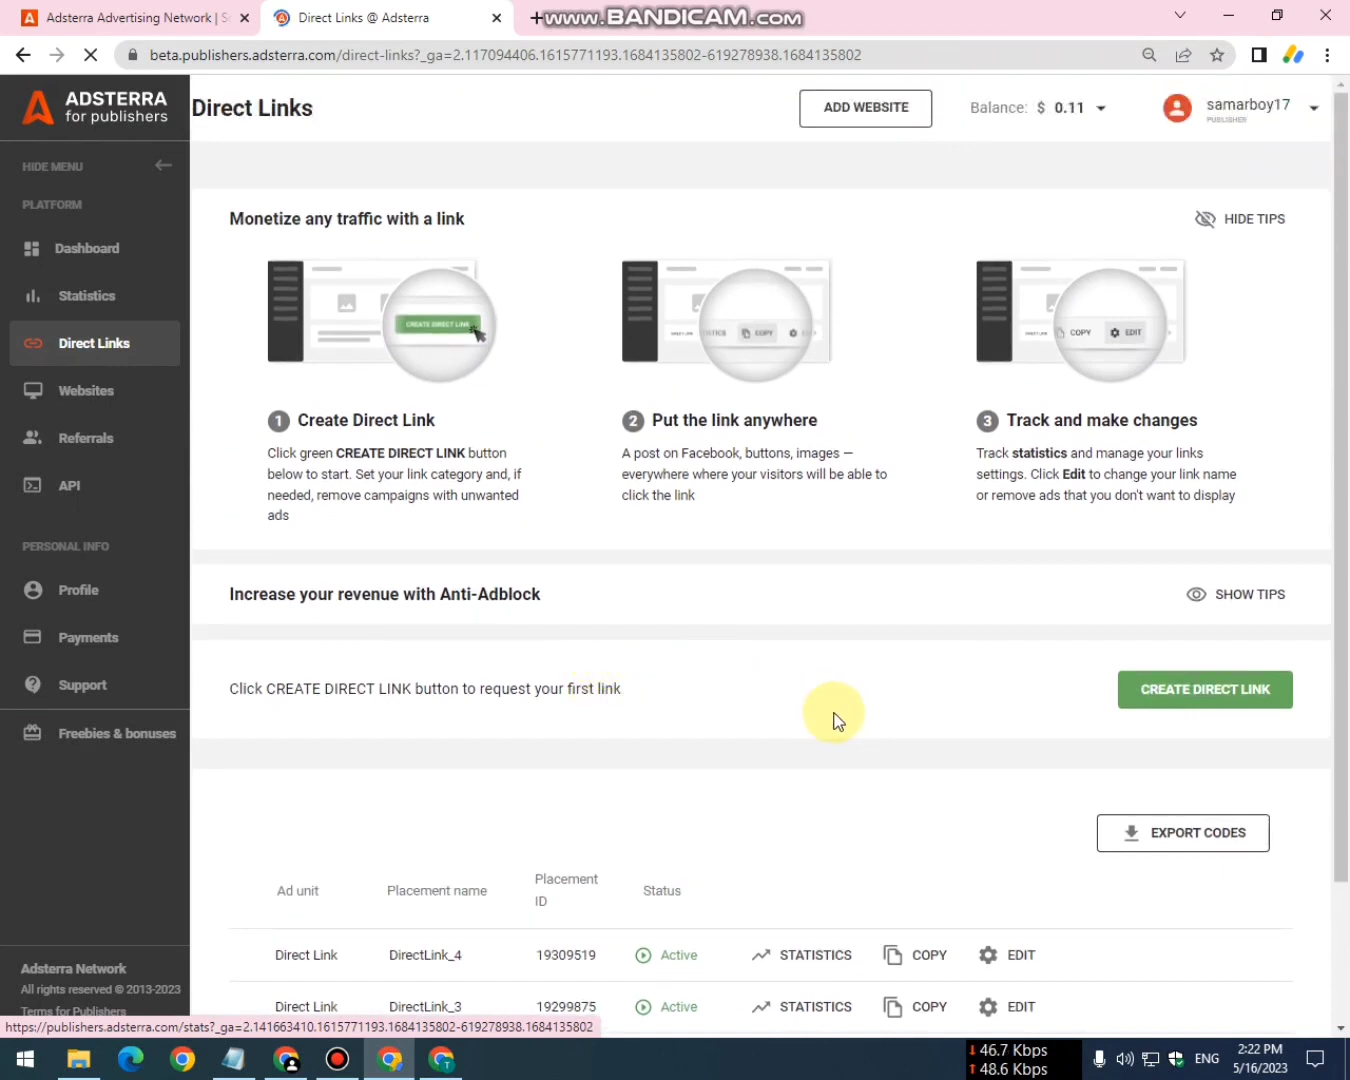 Adsterra Advertising Network | S
Direct Links @ Adsterra
www.BANDICAM.com
beta.publishers.adsterra.com/direct-links?_ga=2.117094406.1615771193.1684135802-619278938.1684135802
ADSTERRA
for publishers
Direct Links
ADD WEBSITE
Balance: $ 0.11
samarboy17
PUBLISHER
HIDE MENU
PLATFORM
Dashboard
Statistics
Direct Links
Websites
Referrals
API
PERSONAL INFO
Profile
Payments
Support
Freebies & bonuses
Adsterra Network
All rights reserved © 2013-2023
Terms for Publishers
Monetize any traffic with a link
HIDE TIPS
CREATE DIRECT LINK
COPY
COPY
EDIT
1 Create Direct Link
Click green CREATE DIRECT LINK button
below to start. Set your link category and, if
needed, remove campaigns with unwanted
ads
2 Put the link anywhere
A post on Facebook, buttons, images —
everywhere where your visitors will be able to
click the link
3 Track and make changes
Track statistics and manage your links
settings. Click Edit to change your link name
or remove ads that you don't want to display
Increase your revenue with Anti-Adblock
SHOW TIPS
Click CREATE DIRECT LINK button to request your first link
CREATE DIRECT LINK
EXPORT CODES
Ad unit
Placement name
Placement
ID
Status
Direct Link DirectLink_4 19309519 Active STATISTICS COPY EDIT
Direct Link DirectLink_3 19299875 Active STATISTICS COPY EDIT
https://publishers.adsterra.com/stats?_ga=2.141663410.1615771193.1684135802-619278938.1684135802
46.7 Kbps
48.6 Kbps
ENG
2:22 PM
5/16/2023